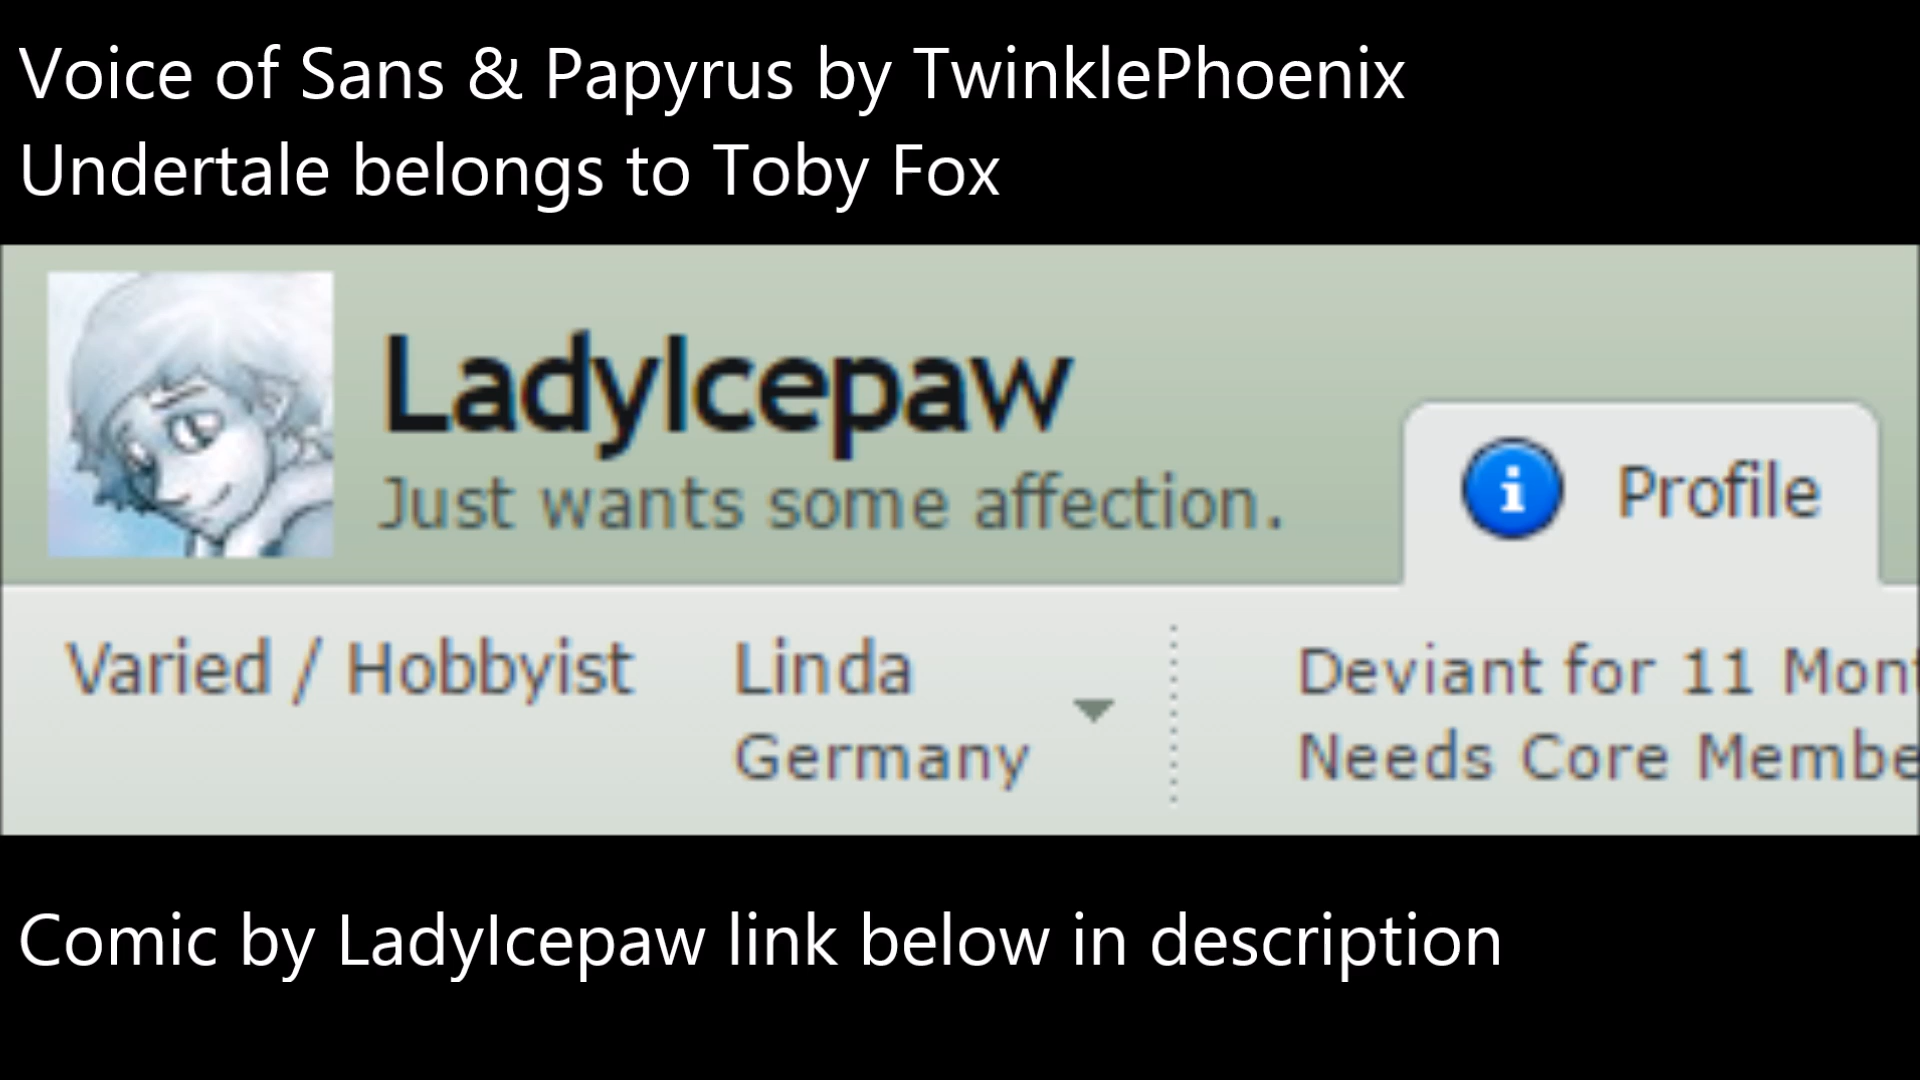 Voice of Sans & Papyrus by TwinklePhoenix
Undertale belongs to Toby Fox
LadyIcepaw
Just wants some affection.
Profile
Varied / Hobbyist
Linda
Germany
Deviant for 11
Needs Core
Comic by LadyIcepaw link below in description